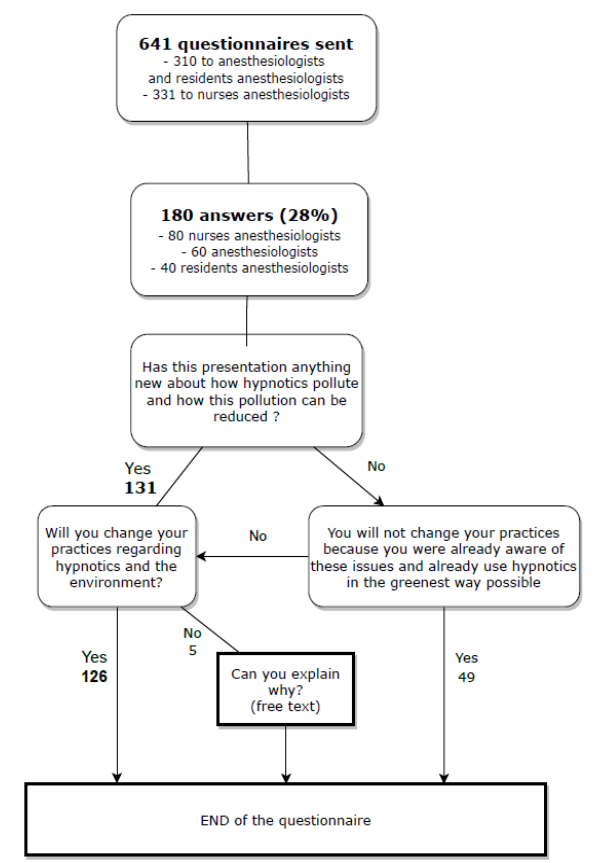 641 questionnaires sent
- 310 to anesthesiologists
and residents anesthesiologists
- 331 to nurses anesthesiologists
180 answers (28%)
- 80 nurses anesthesiologists
- 60 anesthesiologists
- 40 residents anesthesiologists
Has this presentation anything
new about how hypnotics pollute
and how this pollution can be
reduced ?
Yes
131
No
Will you change your
practices regarding
hypnotics and the
environment?
No
You will not change your practices
because you were already aware of
these issues and already use hypnotics
in the greenest way possible
No
5
Yes
126
Can you explain
why?
(free text)
Yes
49
END of the questionnaire